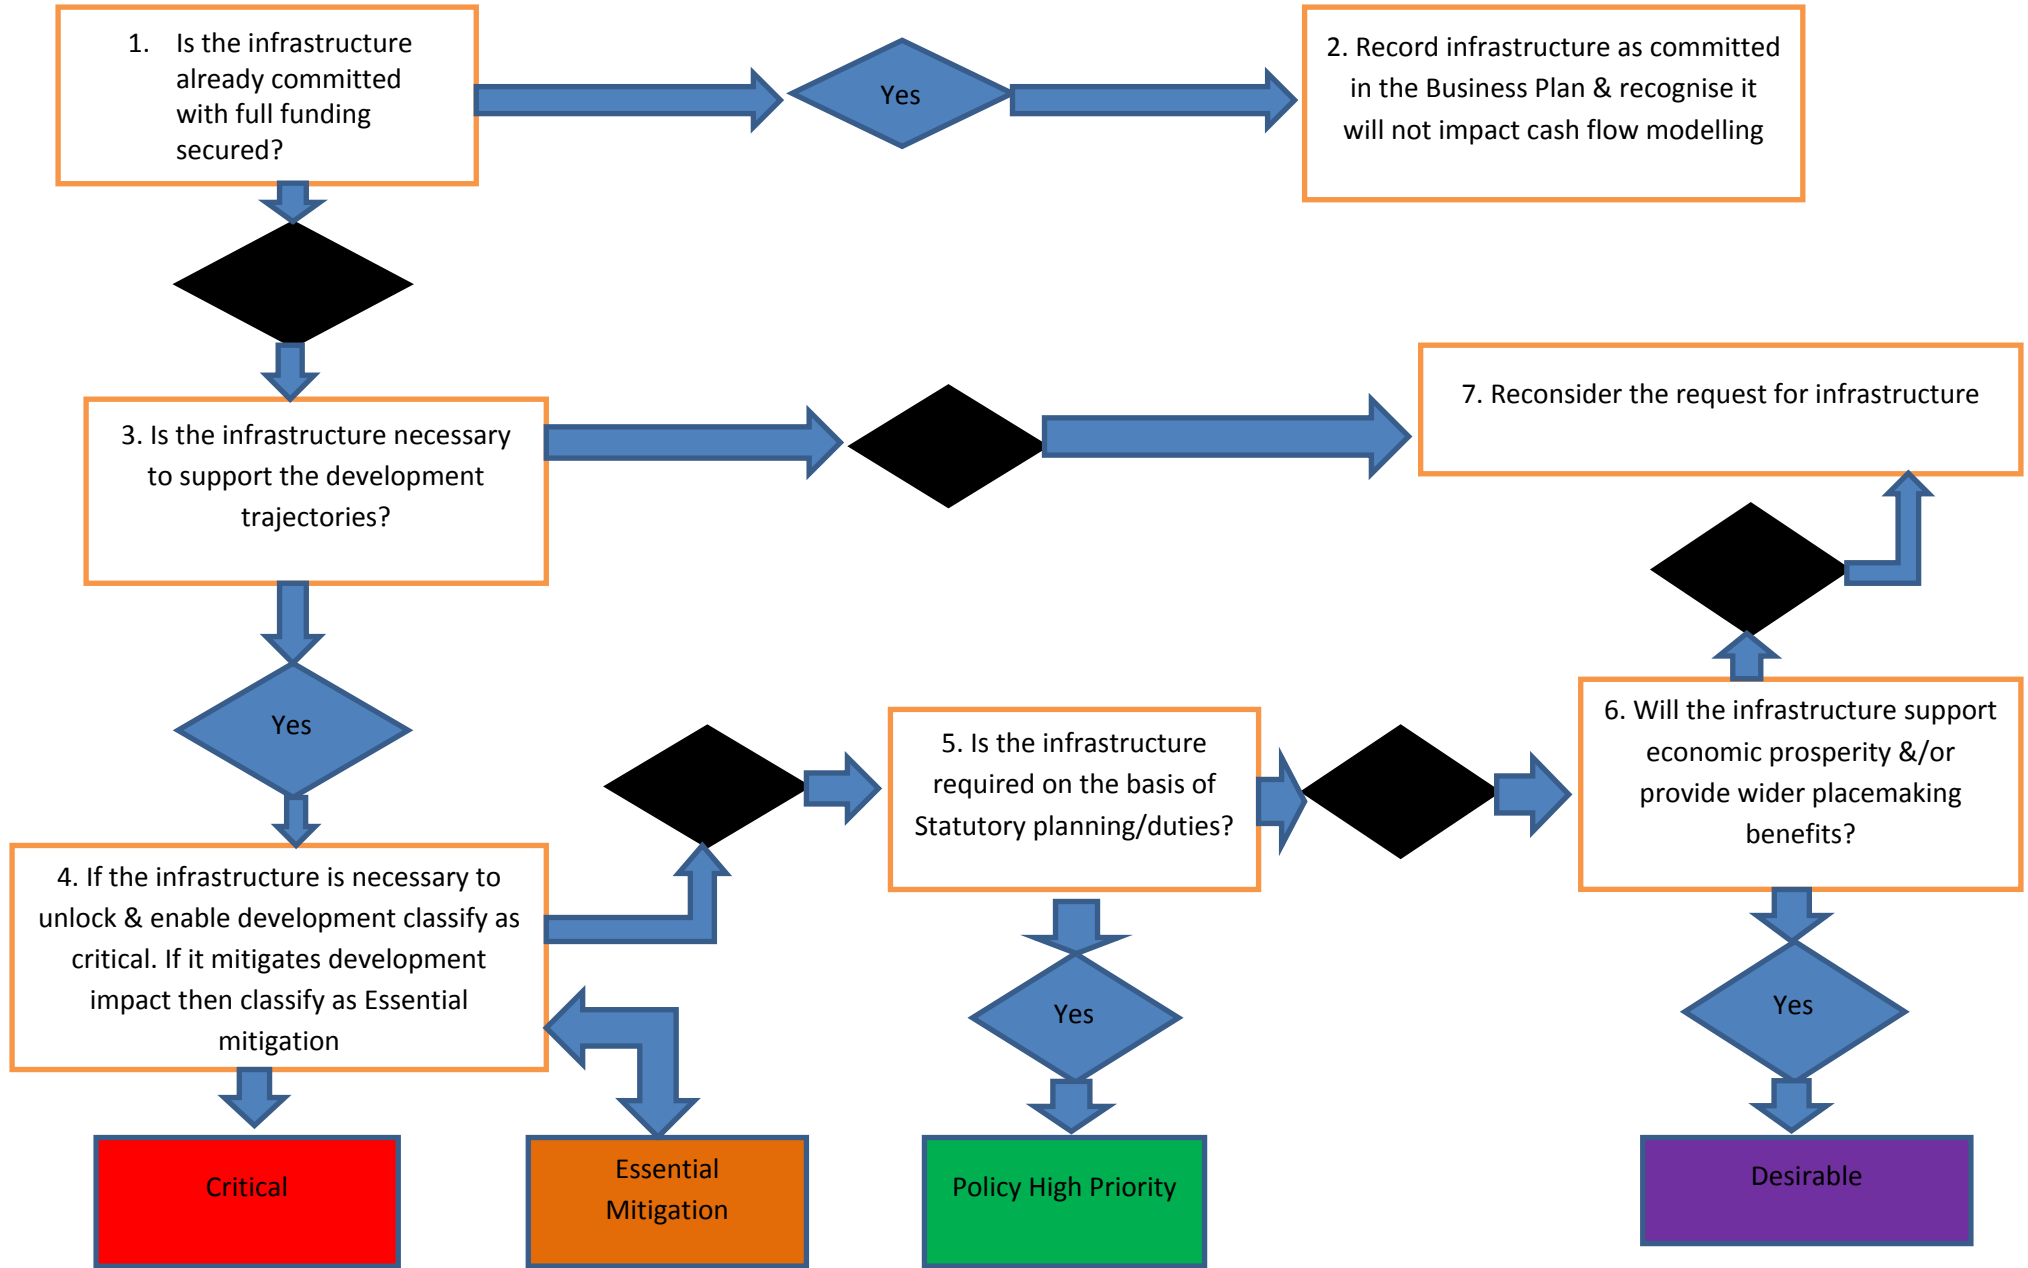 1. Is the infrastructure
already committed
with full funding
secured?
Yes
2. Record infrastructure as committed
in the Business Plan & recognise it
will not impact cash flow modelling
3. Is the infrastructure necessary
to support the development
trajectories?
7. Reconsider the request for infrastructure
Yes
4. If the infrastructure is necessary to
unlock & enable development classify as
critical. If it mitigates development
impact then classify as Essential
mitigation
5. Is the infrastructure
required on the basis of
Statutory planning/duties?
6. Will the infrastructure support
economic prosperity &/or
provide wider placemaking
benefits?
Yes
Yes
Critical
Essential
Mitigation
Policy High Priority
Desirable